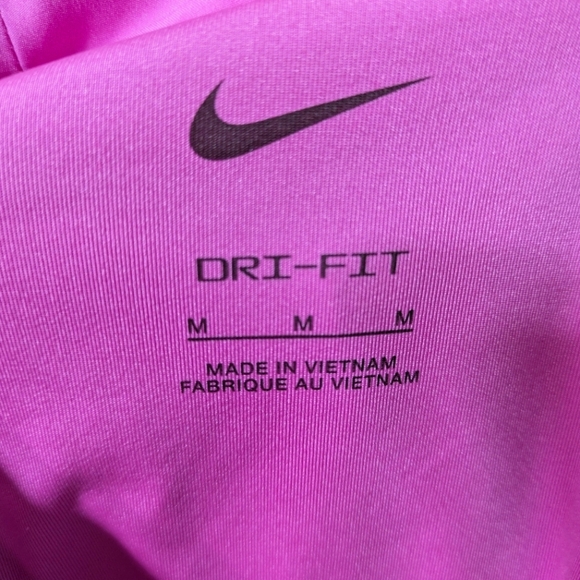 DRI-FIT
M M M
MADE IN VIETNAM
FABRIQUE AU VIETNAM